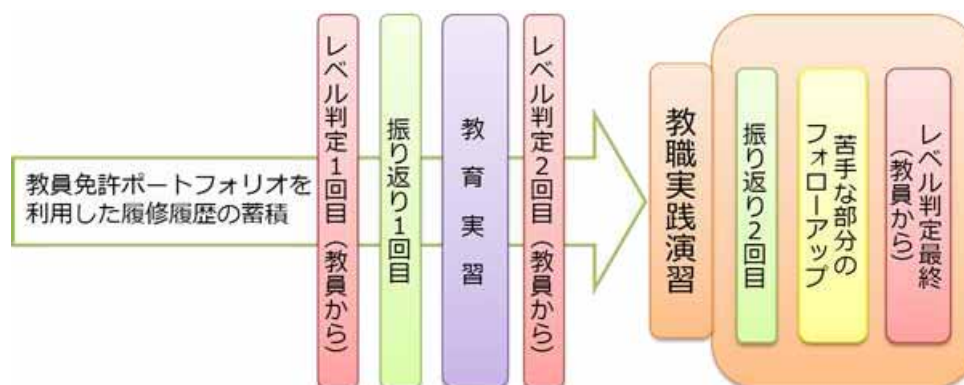 教員免許ポートフォリオを
利用した履修履歴の蓄積
レベル判定1回目(教員から)
振り返り1回目
教育実習
レベル判定2回目(教員から)
教職実践演習
振り返り2回目
苦手な部分の
フォローアップ
レベル判定最終
(教員から)